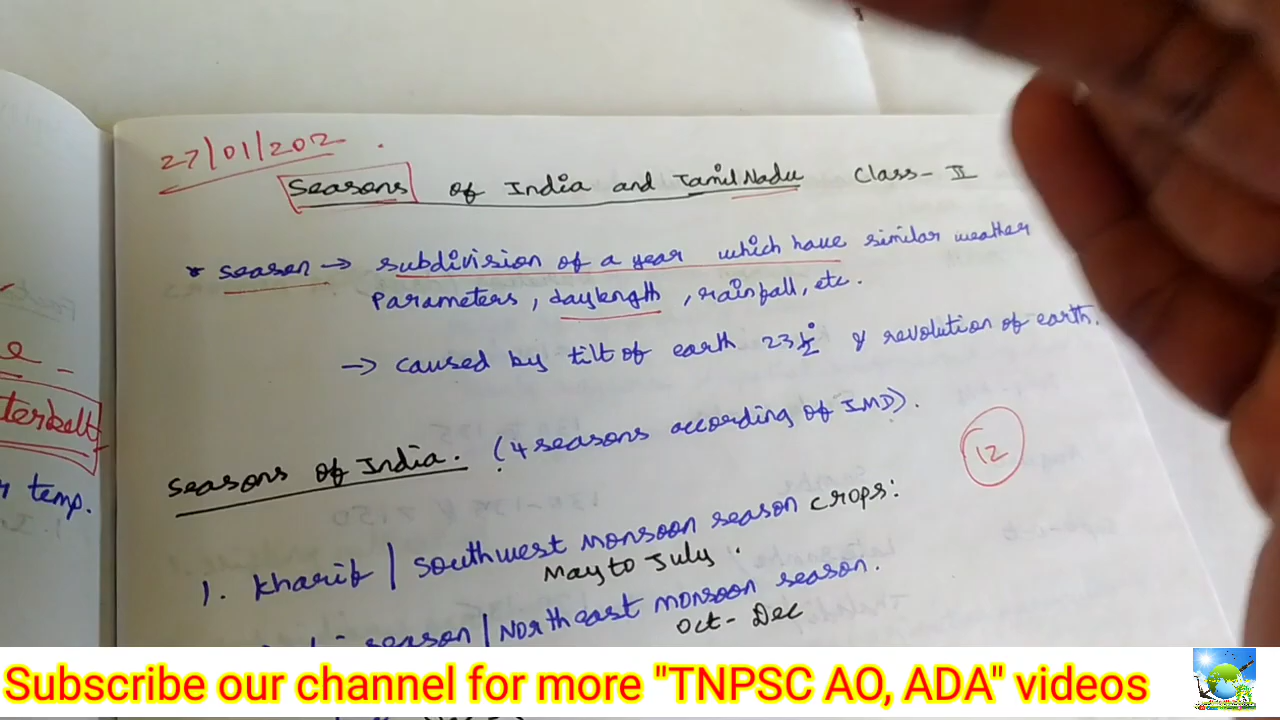 27/01/202
Seasons of India and Tamil Nadu Class - II
* Season → subdivision of a year which have similar weather
Parameters, daylength, rainfall, etc.
→ caused by tilt of earth 23½° & revolution of earth.
Seasons of India. (4 seasons according of IMD).
12
1. Kharif / southwest monsoon season crops:
May to July.
season / Northeast monsoon season.
Oct - Dec
temp.
Subscribe our channel for more "TNPSC AO, ADA" videos